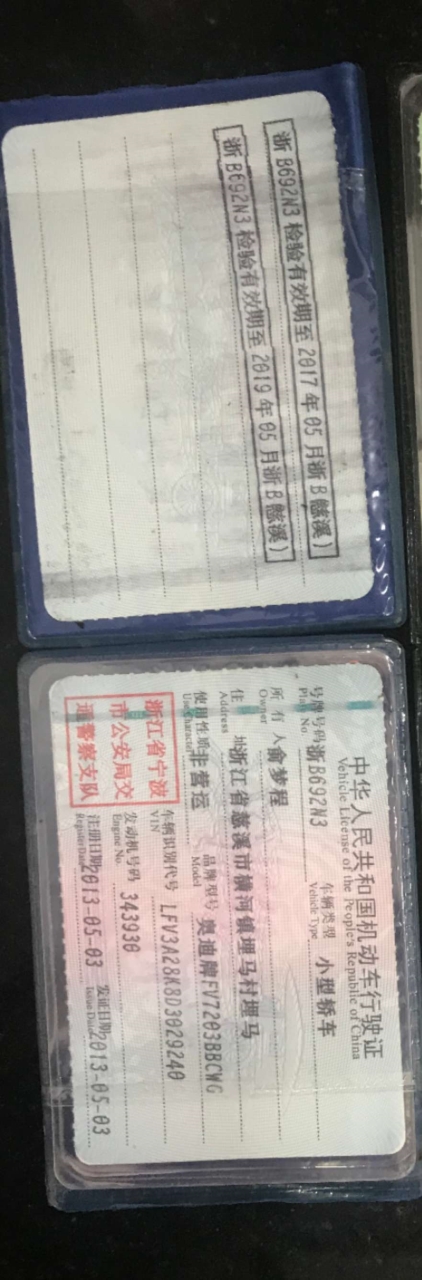 浙B692N3检验有效期至2017年05月浙B(慈溪)
浙B692N3检验有效期至2019年05月浙B(慈溪)
中华人民共和国机动车行驶证
Vehicle License of the People's Republic of China
号牌号码 浙B692N3 车辆类型 小型轿车
Plate No. Vehicle Type
所有人 俞梦程
Owner
住址 浙江省慈溪市横河镇埋马村埋马
Address
使用性质 非营运 品牌型号 奥迪牌FV7203BBCWG
Use Character Model
浙江省宁波
市公安局交
通警察支队
车辆识别代号 LFV3A28K8D3029240
VIN
发动机号码 343930
Engine No.
注册日期 2013-05-03 发证日期 2013-05-03
Register Date Issue Date